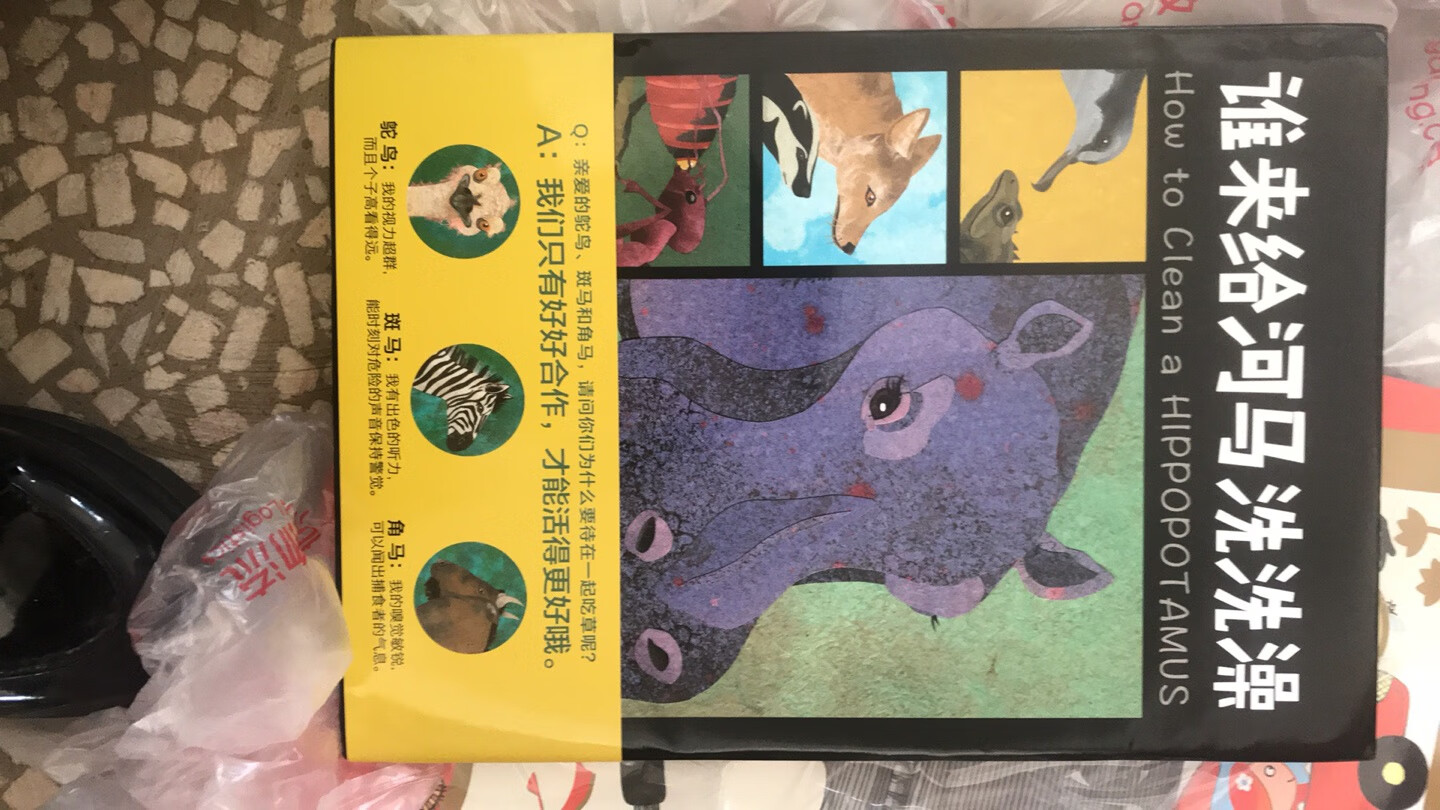 谁来给河马洗洗澡
How to Clean a HIPPOPOTAMUS
Q：亲爱的鸵鸟、斑马和角马，请问你们为什么要待在一起吃草呢？
A：我们只有好好合作，才能活得更好哦。
鸵鸟：我的视力超群，
而且个子高看得远。
斑马：我有出色的听力，
能时刻对危险的声音保持警觉。
角马：我的嗅觉敏锐，
可以闻出捕食者的气息。